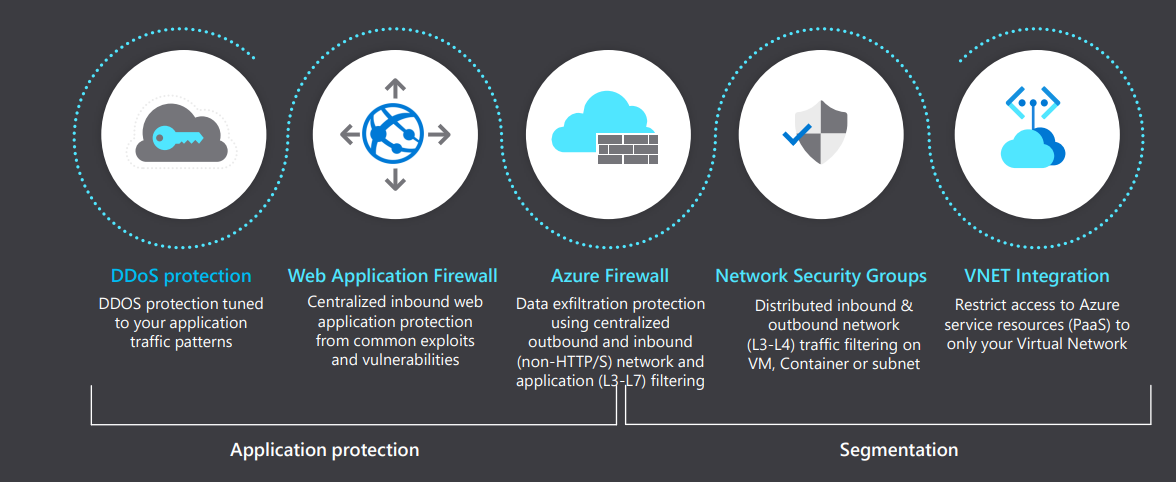 DDoS protection
DDOS protection tuned
to your application
traffic patterns
Web Application Firewall
Centralized inbound web
application protection
from common exploits
and vulnerabilities
Azure Firewall
Data exfiltration protection
using centralized
outbound and inbound
(non-HTTP/S) network and
application (L3-L7) filtering
Network Security Groups
Distributed inbound &
outbound network
(L3-L4) traffic filtering on
VM, Container or subnet
VNET Integration
Restrict access to Azure
service resources (PaaS) to
only your Virtual Network
Application protection
Segmentation